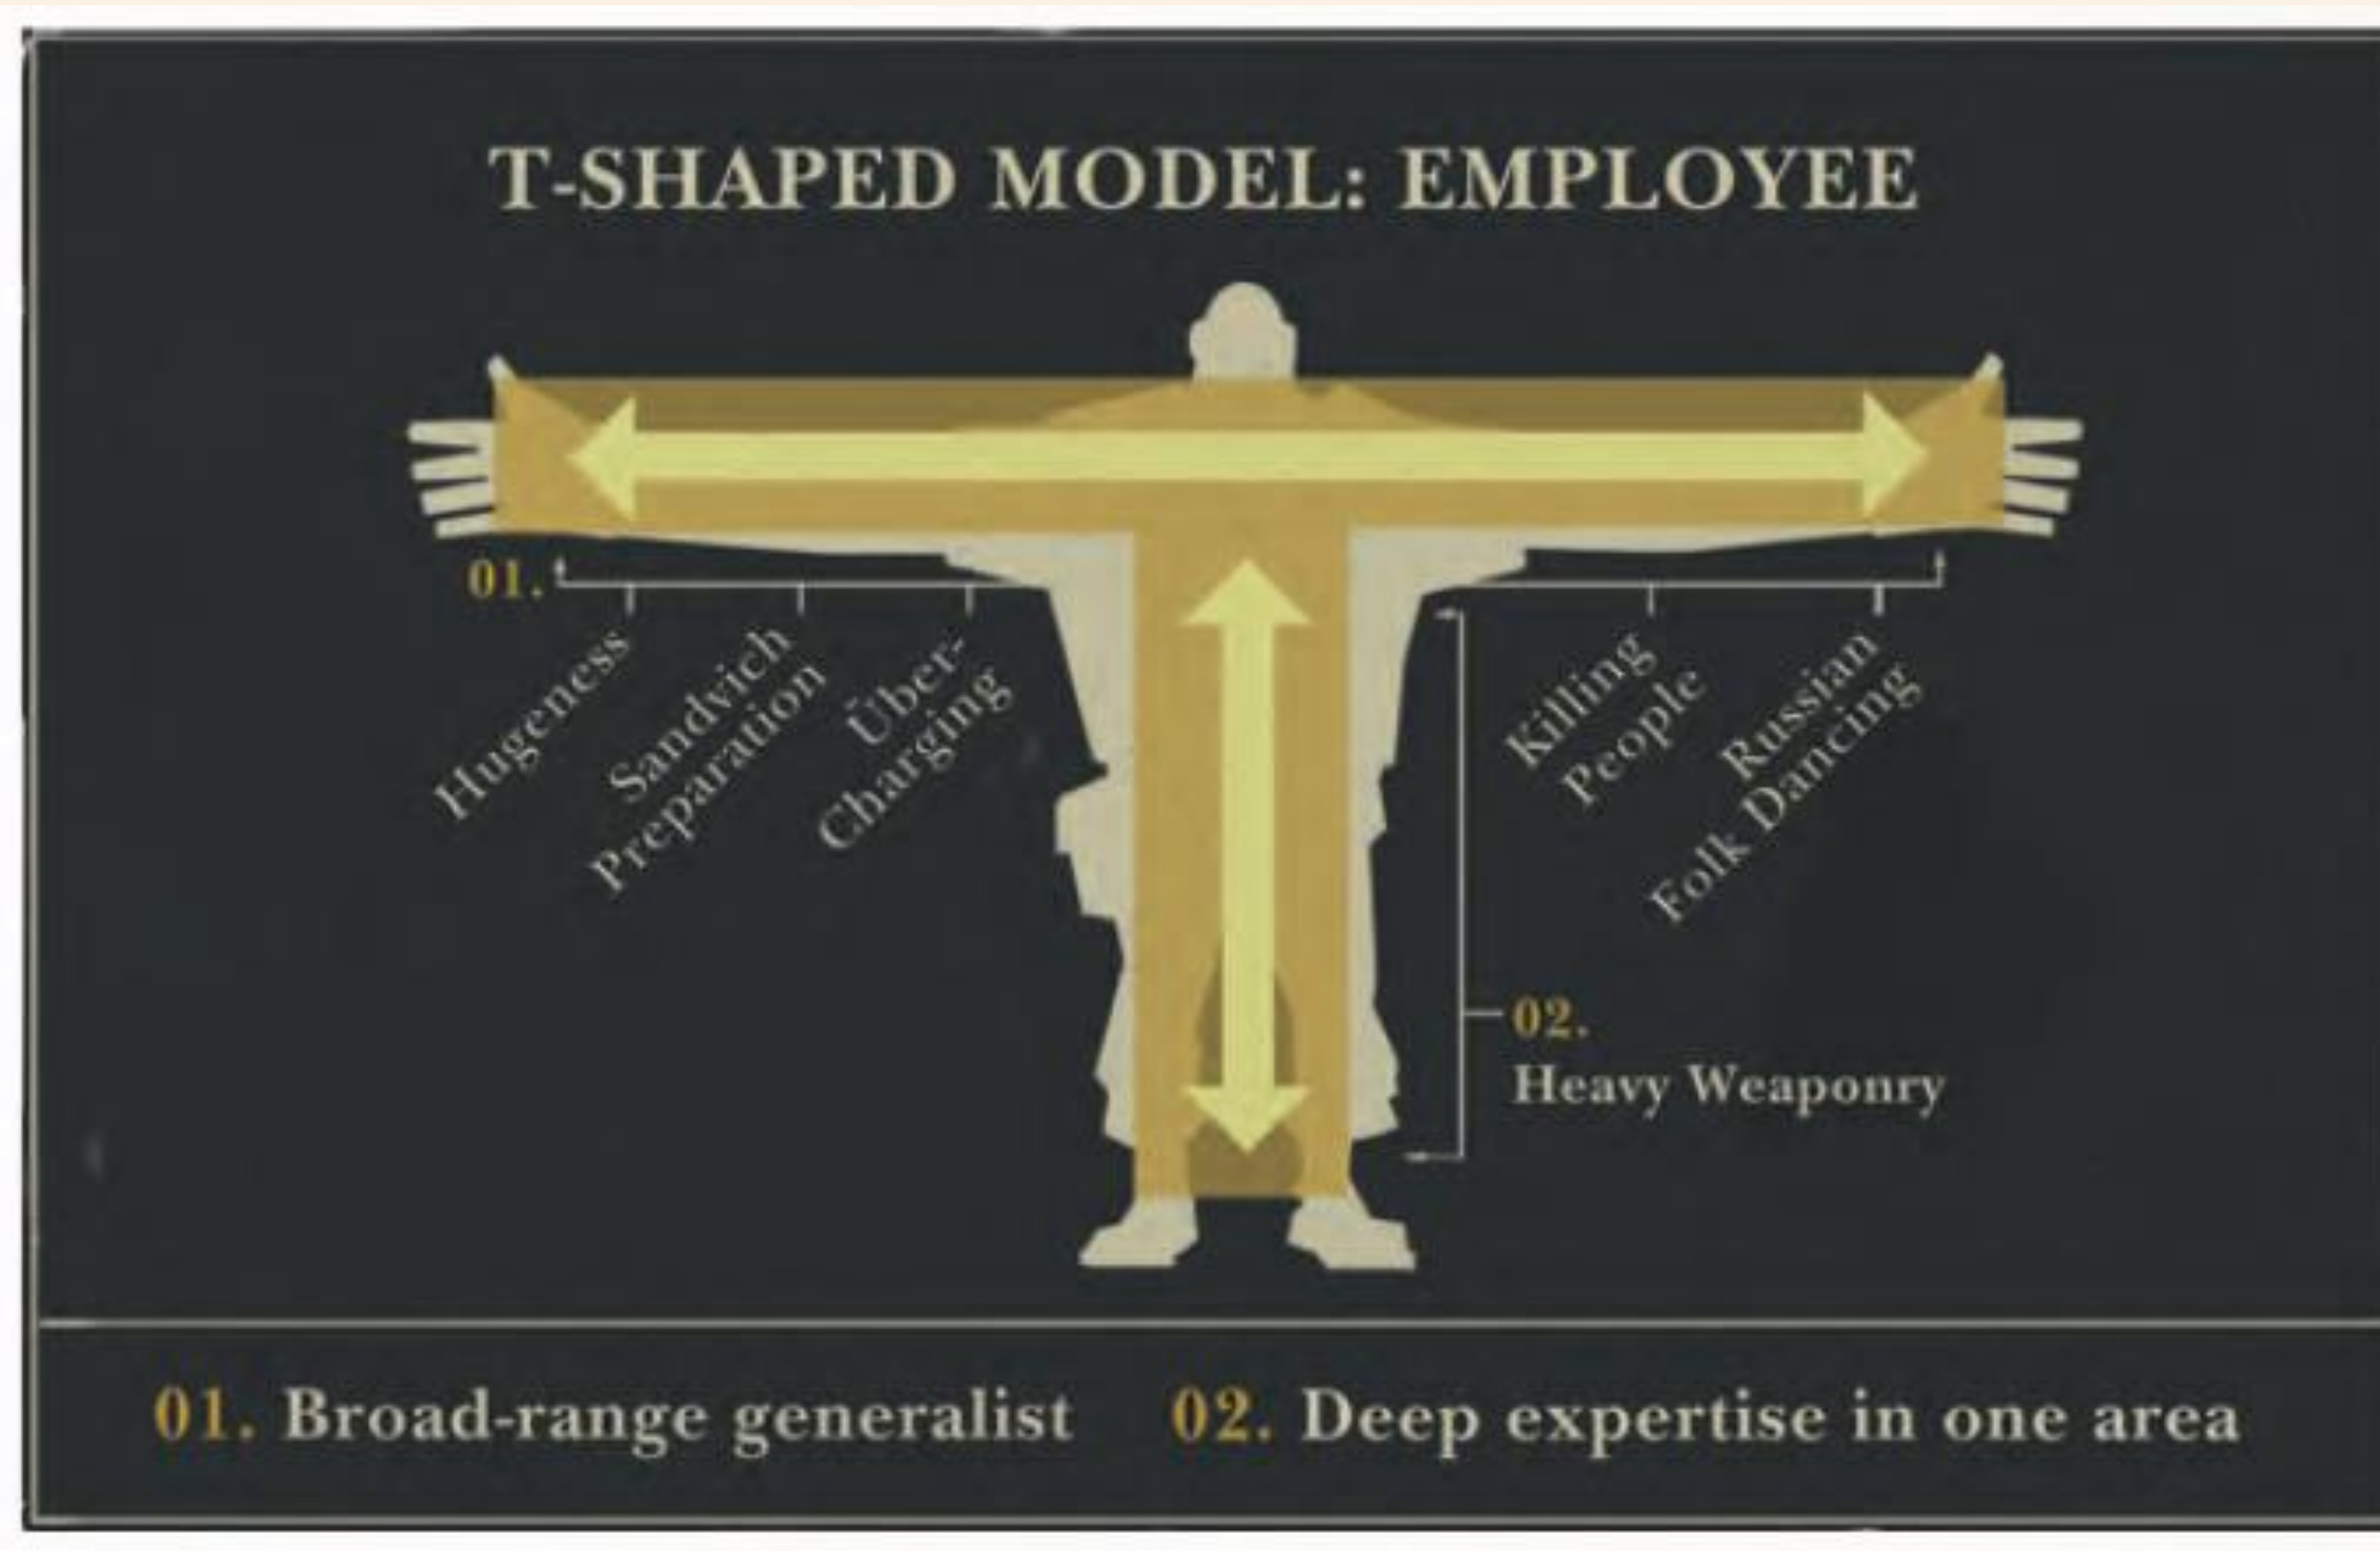 T-SHAPED MODEL: EMPLOYEE
01.
Hugeness
Sandvich
Preparation
Über-
Charging
Killing
People
Russian
Folk Dancing
02.
Heavy Weaponry
01. Broad-range generalist 02. Deep expertise in one area